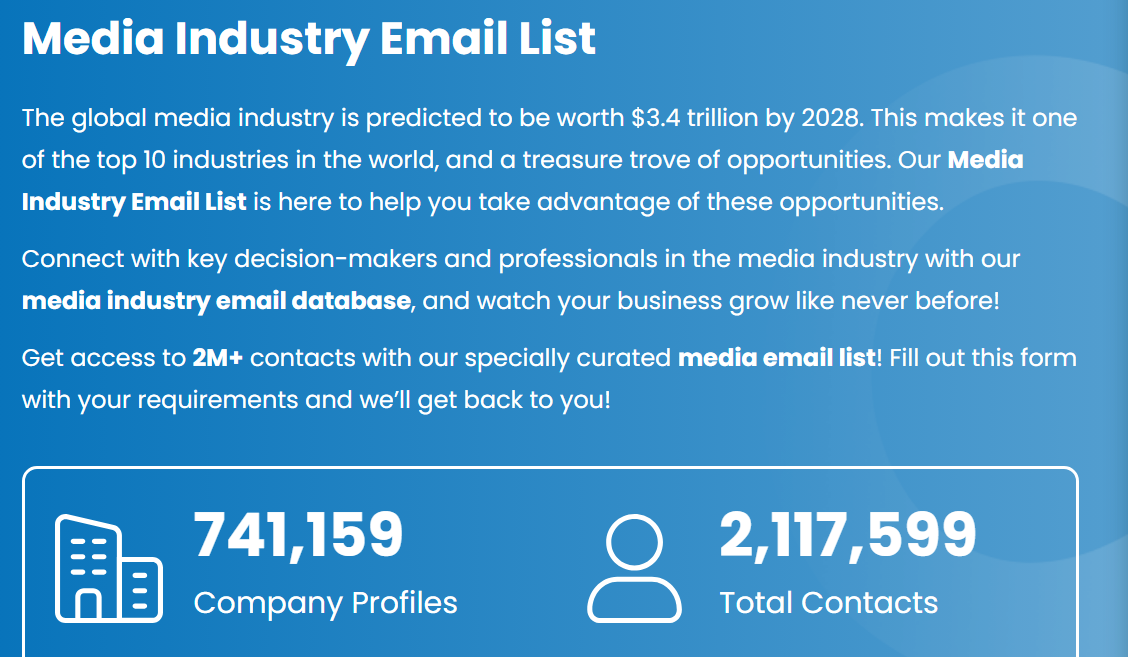 Media Industry Email List
The global media industry is predicted to be worth $3.4 trillion by 2028. This makes it one
of the top 10 industries in the world, and a treasure trove of opportunities. Our Media
Industry Email List is here to help you take advantage of these opportunities.
Connect with key decision-makers and professionals in the media industry with our
media industry email database, and watch your business grow like never before!
Get access to 2M+ contacts with our specially curated media email list! Fill out this form
with your requirements and we’ll get back to you!
741,159
Company Profiles
2,117,599
Total Contacts